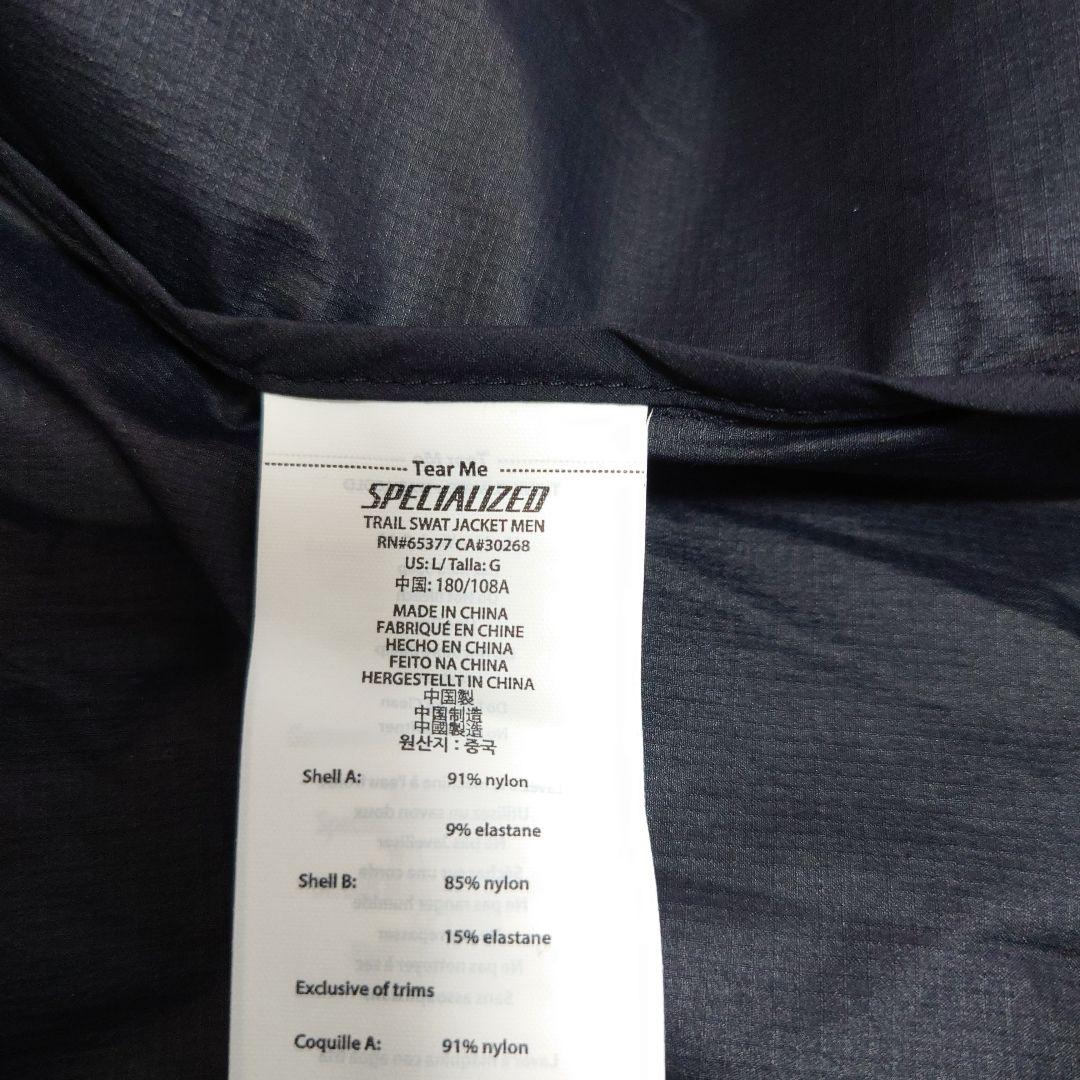 Tear Me
SPECIALIZED
TRAIL SWAT JACKET MEN
RN#65377 CA#30268
US: L/ Talla: G
中国: 180/108A
MADE IN CHINA
FABRIQUÉ EN CHINE
HECHO EN CHINA
FEITO NA CHINA
HERGESTELLT IN CHINA
中国製
中国制造
中國製造
원산지 : 중국
Shell A: 91% nylon
9% elastane
Shell B: 85% nylon
15% elastane
Exclusive of trims
Coquille A: 91% nylon